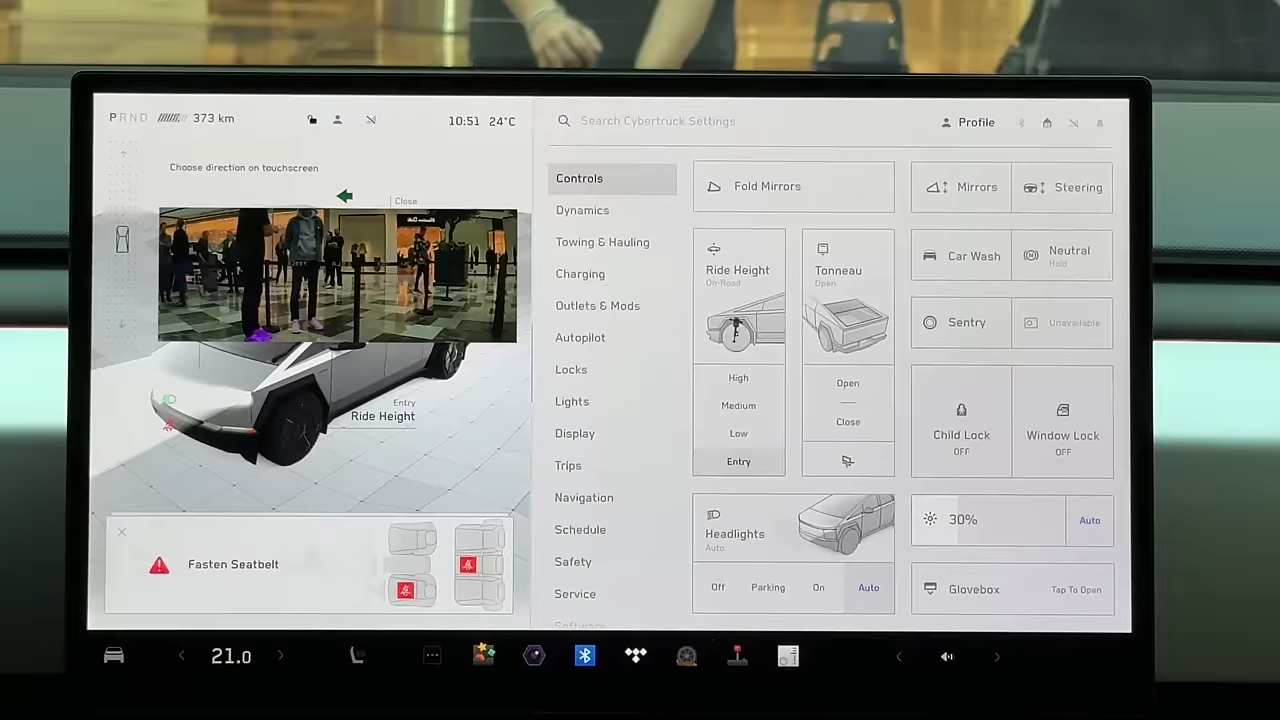 PRND 373 km 10:51 24°C
Choose direction on touchscreen
Close
Entry
Ride Height
Fasten Seatbelt
Search Cybertruck Settings
Profile
Controls
Dynamics
Towing & Hauling
Charging
Outlets & Mods
Autopilot
Locks
Lights
Display
Trips
Navigation
Schedule
Safety
Service
Software
Fold Mirrors
Mirrors
Steering
Ride Height
On-Road
High
Medium
Low
Entry
Tonneau
Open
Open
Close
Car Wash
Neutral
Hold
Sentry
Unavailable
Child Lock
OFF
Window Lock
OFF
Headlights
Auto
Off Parking On Auto
30% Auto
Glovebox Tap To Open
21.0